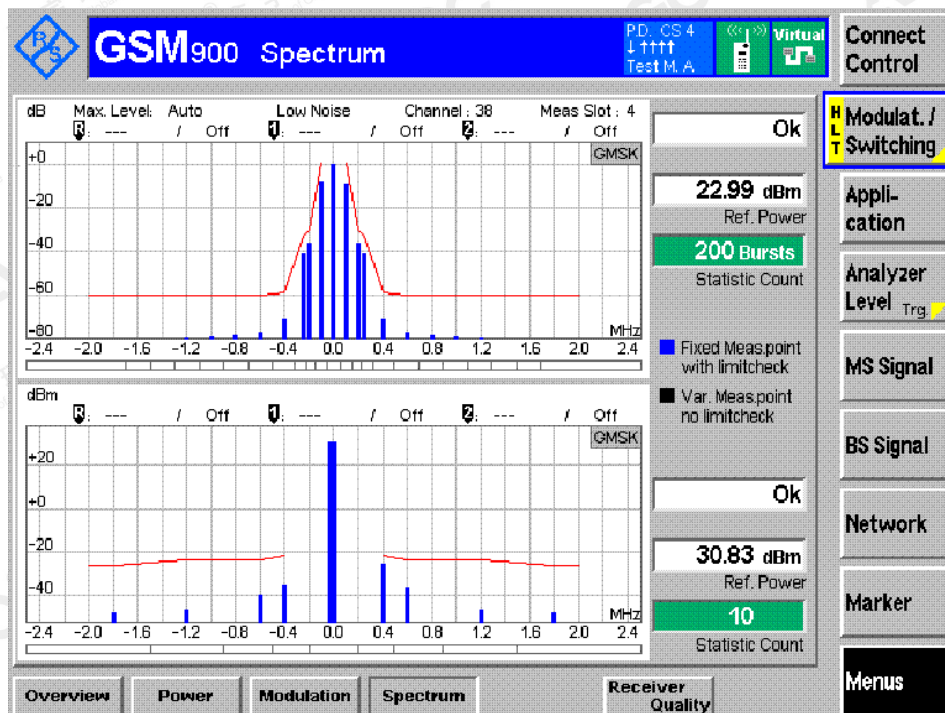 R S
GSM900 Spectrum
P.D. CS 4
↓↑↑↑↑
Test M. A.
Virtual
Connect Control
dB Max. Level: Auto Low Noise Channel : 38 Meas Slot : 4
R: --- / Off 1: --- / Off 2: --- / Off
GMSK
+0
-20
-40
-60
-80
MHz
-2.4 -2.0 -1.6 -1.2 -0.8 -0.4 0.0 0.4 0.8 1.2 1.6 2.0 2.4
Ok
22.99 dBm
Ref. Power
200 Bursts
Statistic Count
Fixed Meas.point
with limitcheck
Var. Meas.point
no limitcheck
dBm
R: --- / Off 1: --- / Off 2: --- / Off
GMSK
+20
+0
-20
-40
MHz
-2.4 -2.0 -1.6 -1.2 -0.8 -0.4 0.0 0.4 0.8 1.2 1.6 2.0 2.4
Ok
30.83 dBm
Ref. Power
10
Statistic Count
HLT
Modulat. /
Switching
Appli-
cation
Analyzer
Level Trg.
MS Signal
BS Signal
Network
Marker
Menus
Overview Power Modulation Spectrum Receiver
Quality